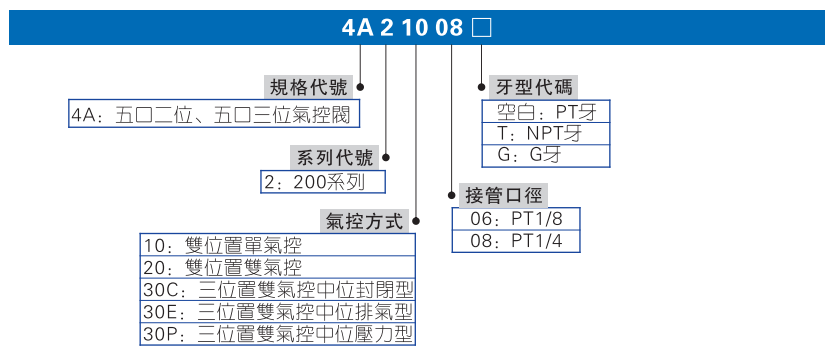 4A 2 10 08 □
規格代號
4A：五口二位、五口三位氣控閥
系列代號
2：200系列
氣控方式
10：雙位置單氣控
20：雙位置雙氣控
30C：三位置雙氣控中位封閉型
30E：三位置雙氣控中位排氣型
30P：三位置雙氣控中位壓力型
牙型代碼
空白：PT牙
T：NPT牙
G：G牙
接管口徑
06：PT1/8
08：PT1/4